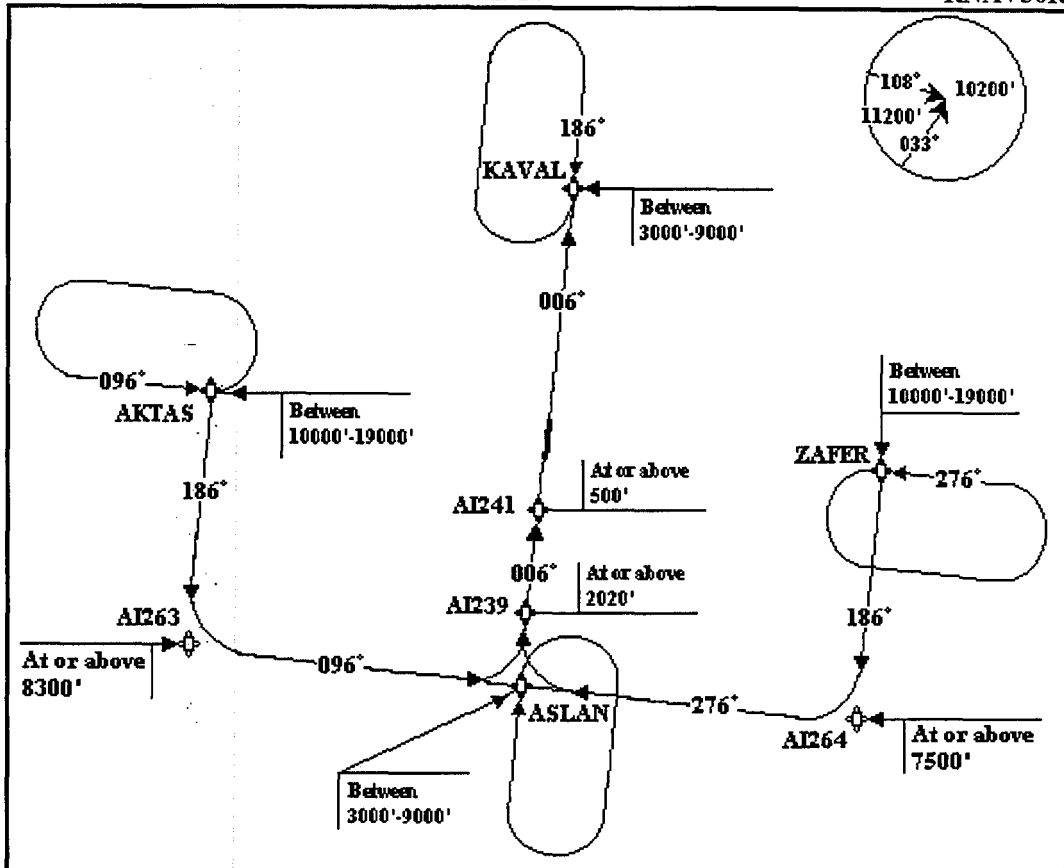 108°
10200'
11200'
033°
186°
KAVAL
Between
3000'-9000'
006°
096°
AKTAS
Between
10000'-19000'
Between
10000'-19000'
ZAFER
276°
186°
AI241
At or above
500'
006°
AI239
At or above
2020'
186°
AI263
At or above
8300'
096°
ASLAN
276°
AI264
At or above
7500'
Between
3000'-9000'